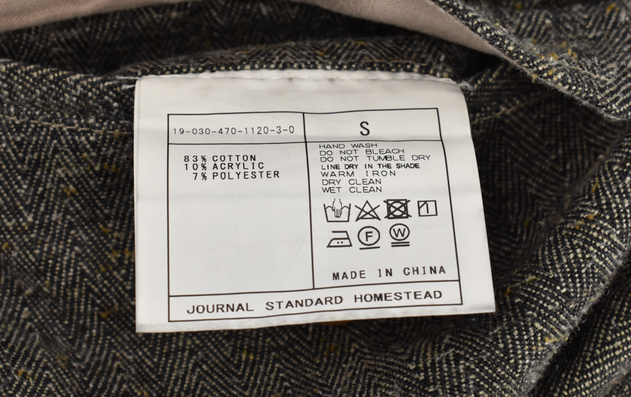 19-030-470-1120-3-0
S
83% COTTON
10% ACRYLIC
7% POLYESTER
HAND WASH
DO NOT BLEACH
DO NOT TUMBLE DRY
LINE DRY IN THE SHADE
WARM IRON
DRY CLEAN
WET CLEAN
F W
MADE IN CHINA
JOURNAL STANDARD HOMESTEAD